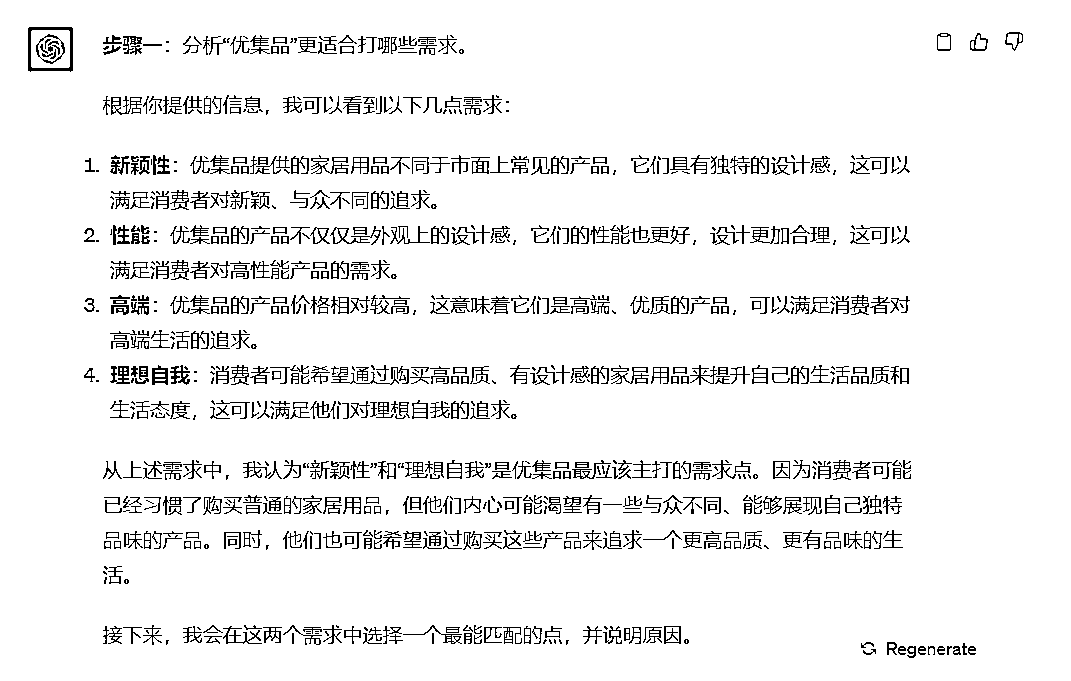 步骤一：分析“优集品”更适合打哪些需求。
根据你提供的信息，我可以看到以下几点需求：
1. 新颖性：优集品提供的家居用品不同于市面上常见的产品，它们具有独特的设计感，这可以
满足消费者对新颖、与众不同的追求。
2. 性能：优集品的产品不仅仅是外观上的设计感，它们的性能也更好，设计更加合理，这可以
满足消费者对高性能产品的需求。
3. 高端：优集品的产品价格相对较高，这意味着它们是高端、优质的产品，可以满足消费者对
高端生活的追求。
4. 理想自我：消费者可能希望通过购买高品质、有设计感的家居用品来提升自己的生活品质和
生活态度，这可以满足他们对理想自我的追求。
从上述需求中，我认为“新颖性”和“理想自我”是优集品最应该主打的需求点。因为消费者可能
已经习惯了购买普通的家居用品，但他们内心可能渴望有一些与众不同、能够展现自己独特
品味的产品。同时，他们也可能希望通过购买这些产品来追求一个更高品质、更有品味的生
活。
接下来，我会在这两个需求中选择一个最能匹配的点，并说明原因。
Regenerate